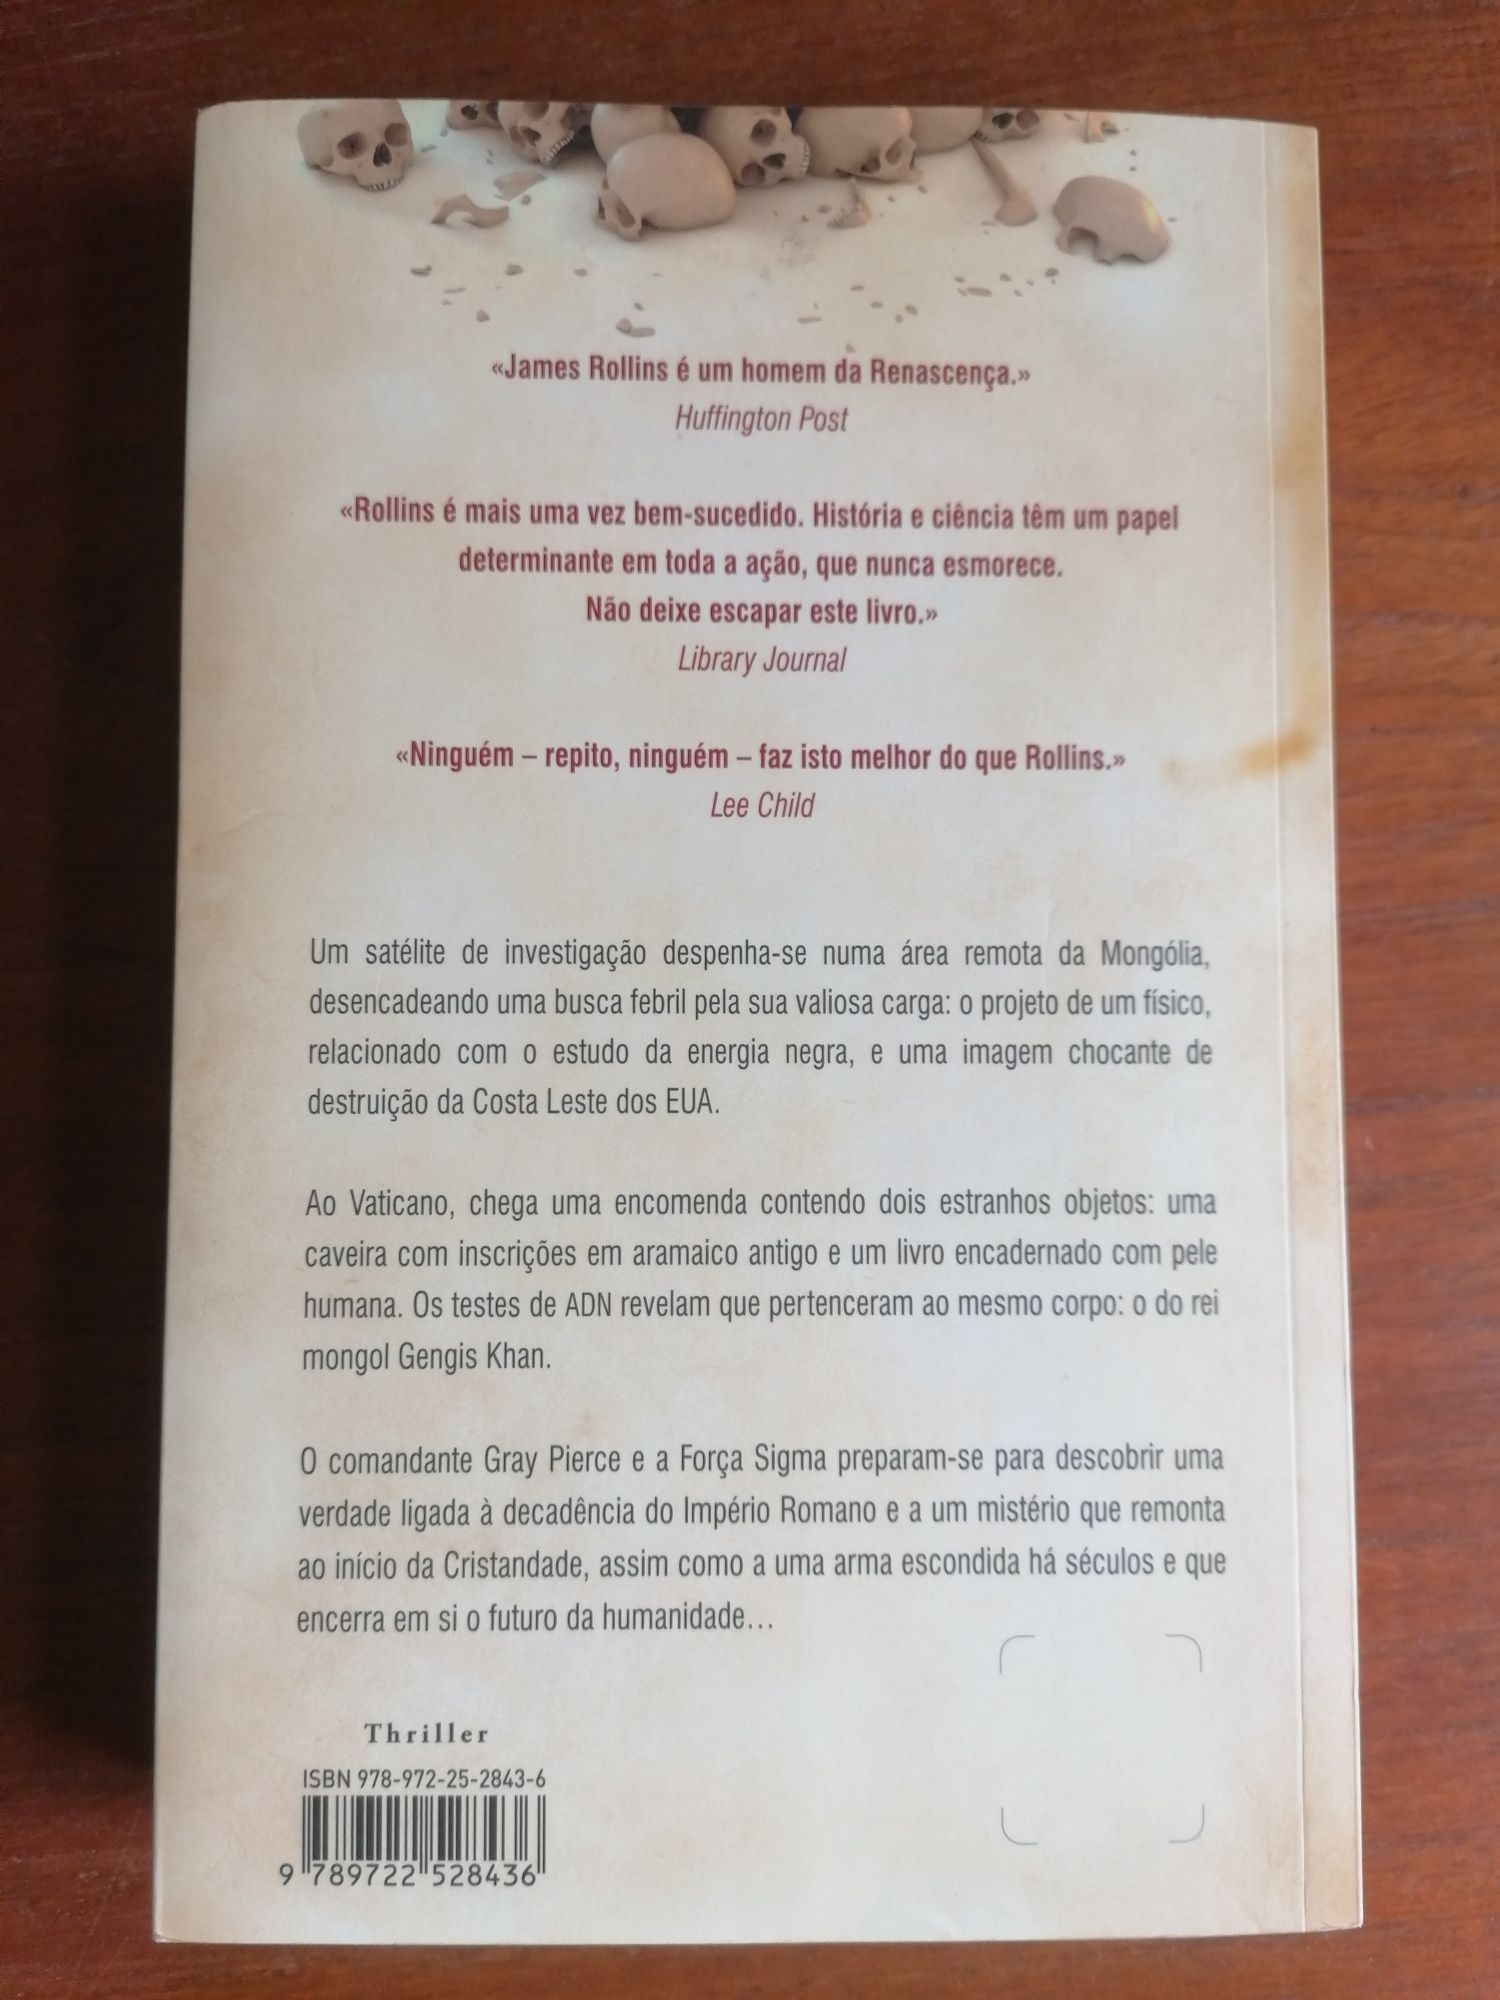 «James Rollins é um homem da Renascença.»
Huffington Post
«Rollins é mais uma vez bem-sucedido. História e ciência têm um papel
determinante em toda a ação, que nunca esmorece.
Não deixe escapar este livro.»
Library Journal
«Ninguém – repito, ninguém – faz isto melhor do que Rollins.»
Lee Child
Um satélite de investigação despenha-se numa área remota da Mongólia,
desencadeando uma busca febril pela sua valiosa carga: o projeto de um físico,
relacionado com o estudo da energia negra, e uma imagem chocante de
destruição da Costa Leste dos EUA.
Ao Vaticano, chega uma encomenda contendo dois estranhos objetos: uma
caveira com inscrições em aramaico antigo e um livro encadernado com pele
humana. Os testes de ADN revelam que pertenceram ao mesmo corpo: o do rei
mongol Gengis Khan.
O comandante Gray Pierce e a Força Sigma preparam-se para descobrir uma
verdade ligada à decadência do Império Romano e a um mistério que remonta
ao início da Cristandade, assim como a uma arma escondida há séculos e que
encerra em si o futuro da humanidade…
Thriller
ISBN 978-972-25-2843-6
9 789722 528436